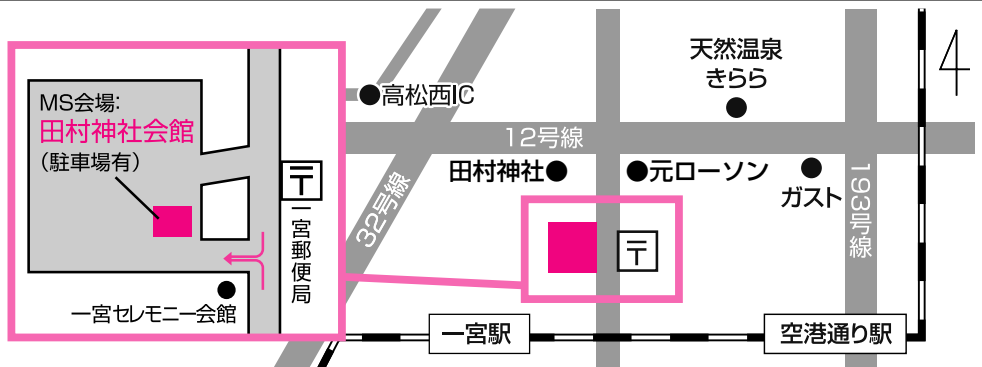 MS会場:
田村神社会館
（駐車場有）
〒
一宮郵便局
一宮セレモニー会館
高松西IC
32号線
12号線
天然温泉
きらら
田村神社
元ローソン
ガスト
193号線
〒
一宮駅
空港通り駅